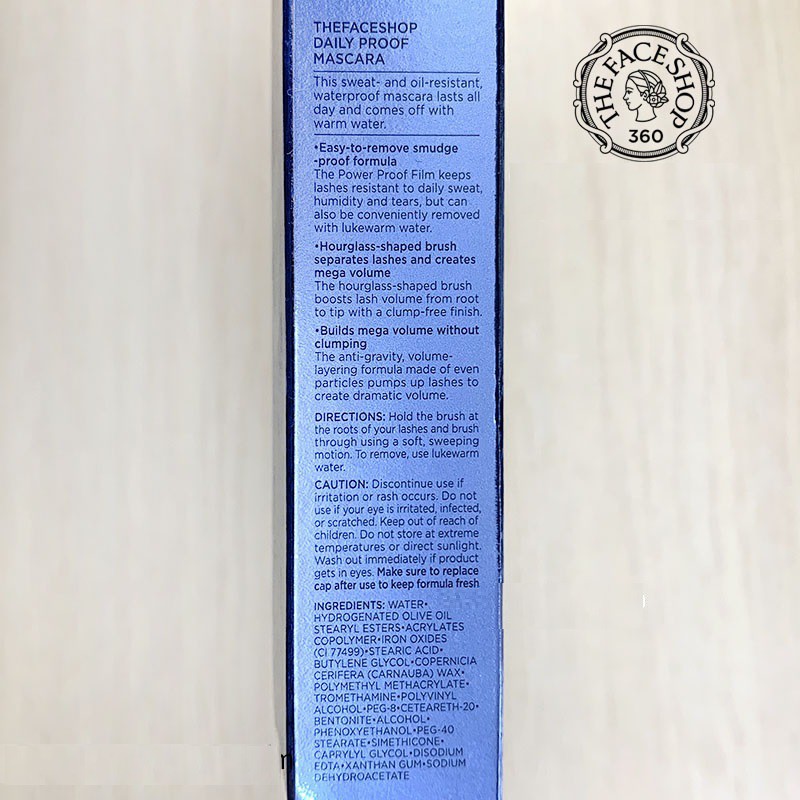 THEFACESHOP
DAILY PROOF
MASCARA
This sweat- and oil-resistant,
waterproof mascara lasts all
day and comes off with
warm water.
•Easy-to-remove smudge
-proof formula
The Power Proof Film keeps
lashes resistant to daily sweat,
humidity and tears, but can
also be conveniently removed
with lukewarm water.
•Hourglass-shaped brush
separates lashes and creates
mega volume
The hourglass-shaped brush
boosts lash volume from root
to tip with a clump-free finish.
•Builds mega volume without
clumping
The anti-gravity, volume-
layering formula made of even
particles pumps up lashes to
create dramatic volume.
DIRECTIONS: Hold the brush at
the roots of your lashes and brush
through using a soft, sweeping
motion. To remove, use lukewarm
water.
CAUTION: Discontinue use if
irritation or rash occurs. Do not
use if your eye is irritated, infected,
or scratched. Keep out of reach of
children. Do not store at extreme
temperatures or direct sunlight.
Wash out immediately if product
gets in eyes. Make sure to replace
cap after use to keep formula fresh
INGREDIENTS: WATER•
HYDROGENATED OLIVE OIL
STEARYL ESTERS•ACRYLATES
COPOLYMER•IRON OXIDES
(CI 77499)•STEARIC ACID•
BUTYLENE GLYCOL•COPERNICIA
CERIFERA (CARNAUBA) WAX•
POLYMETHYL METHACRYLATE•
TROMETHAMINE•POLYVINYL
ALCOHOL•PEG-8•CETEARETH-20•
BENTONITE•ALCOHOL•
PHENOXYETHANOL•PEG-40
STEARATE•SIMETHICONE•
CAPRYLYL GLYCOL•DISODIUM
EDTA•XANTHAN GUM•SODIUM
DEHYDROACETATE
THE FACE SHOP
360